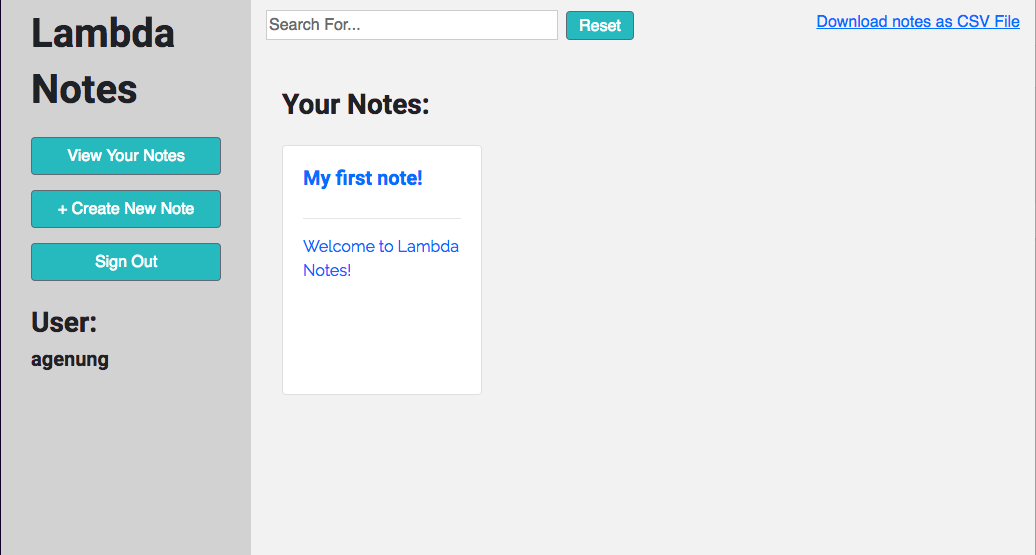 Lambda
Notes
View Your Notes
+ Create New Note
Sign Out
User:
agenung
Search For...
Reset
Download notes as CSV File
Your Notes:
My first note!
Welcome to Lambda
Notes!